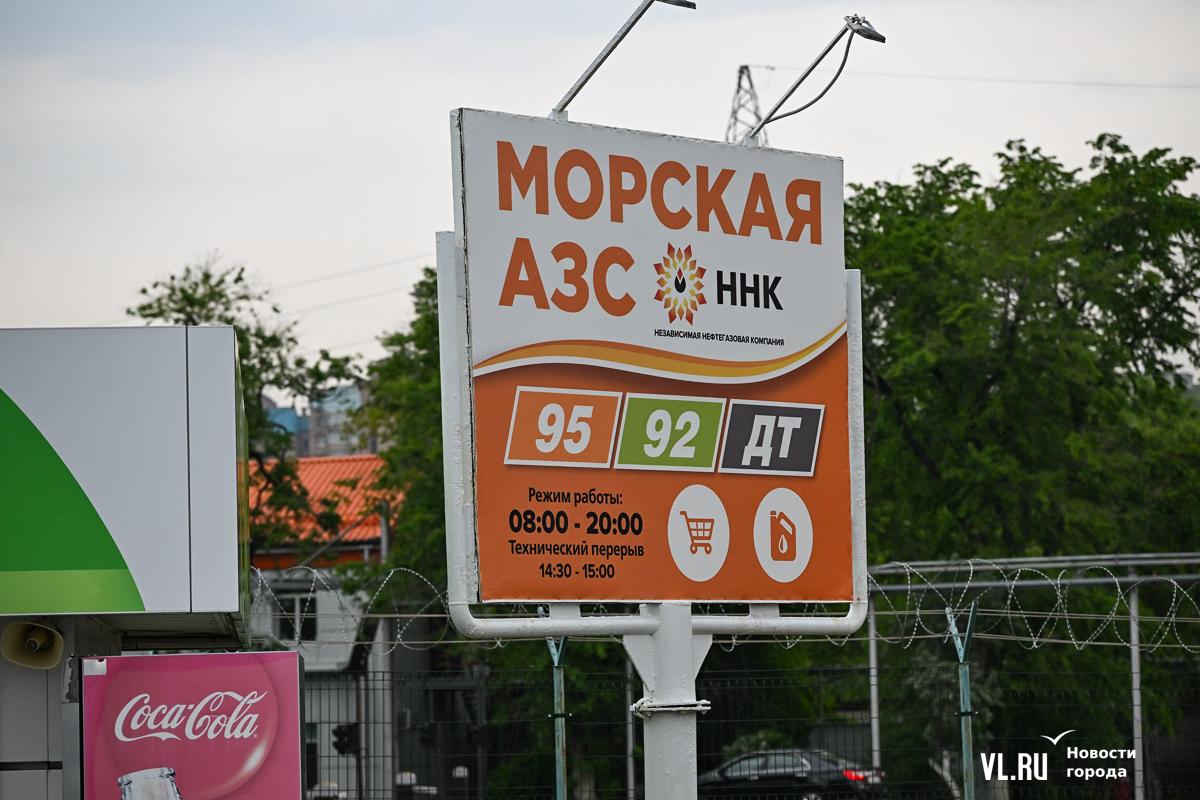 МОРСКАЯ
АЗС
ННК
НЕЗАВИСИМАЯ НЕФТЕГАЗОВАЯ КОМПАНИЯ
95 92 ДТ
Режим работы:
08:00 - 20:00
Технический перерыв
14:30 - 15:00
Coca-Cola
VL.RU Новости
города